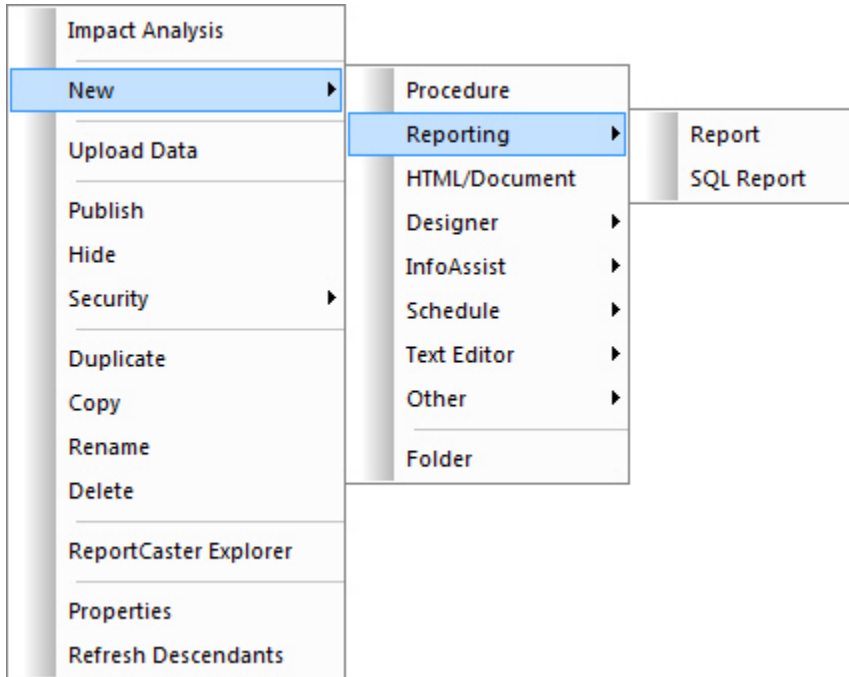 Impact Analysis
New
Upload Data
Publish
Hide
Security
Duplicate
Copy
Rename
Delete
ReportCaster Explorer
Properties
Refresh Descendants
Procedure
Reporting
HTML/Document
Designer
InfoAssist
Schedule
Text Editor
Other
Folder
Report
SQL Report